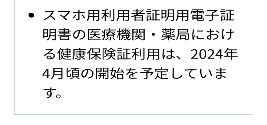 • スマホ用利用者証明用電子証
明書の医療機関・薬局におけ
る健康保険証利用は、2024年
4月頃の開始を予定していま
す。